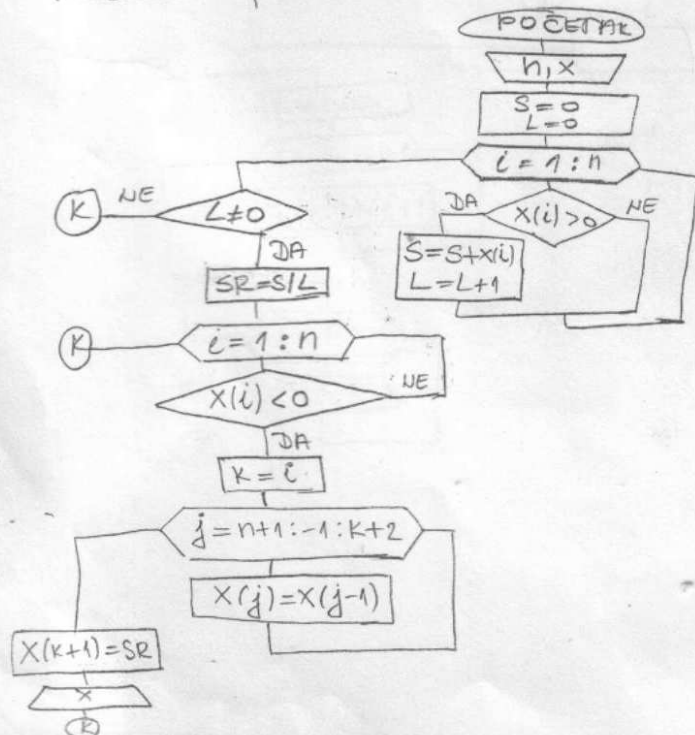 POČETAK
n, x
S=0
L=0
i = 1 : n
X(i) > 0
DA
NE
S=S+X(i)
L=L+1
L≠0
NE
K
DA
SR=S/L
i = 1 : n
K
X(i) < 0
NE
DA
K = i
j = n+1 : -1 : K+2
X(j) = X(j-1)
X(K+1) = SR
X
K